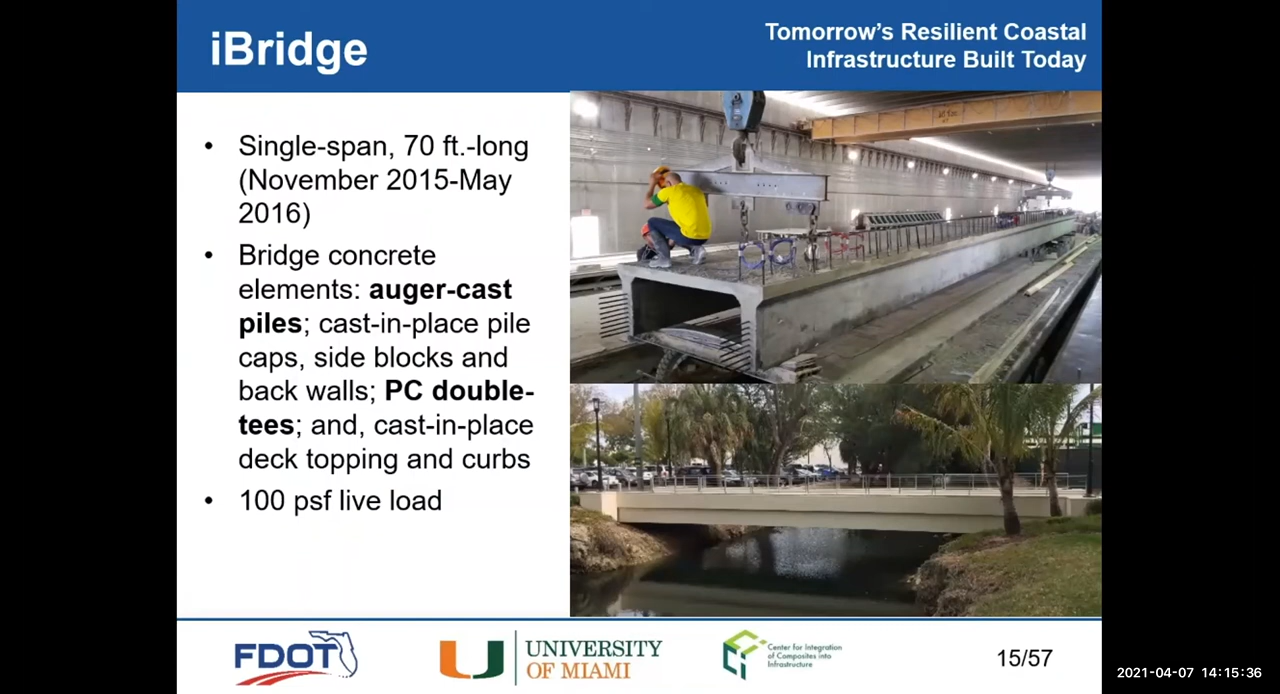 iBridge
Tomorrow's Resilient Coastal
Infrastructure Built Today
• Single-span, 70 ft.-long
(November 2015-May
2016)
• Bridge concrete
elements: auger-cast
piles; cast-in-place pile
caps, side blocks and
back walls; PC double-
tees; and, cast-in-place
deck topping and curbs
• 100 psf live load
FDOT
U
UNIVERSITY
OF MIAMI
Center for Integration
of Composites into
Infrastructure
15/57
2021-04-07 14:15:36